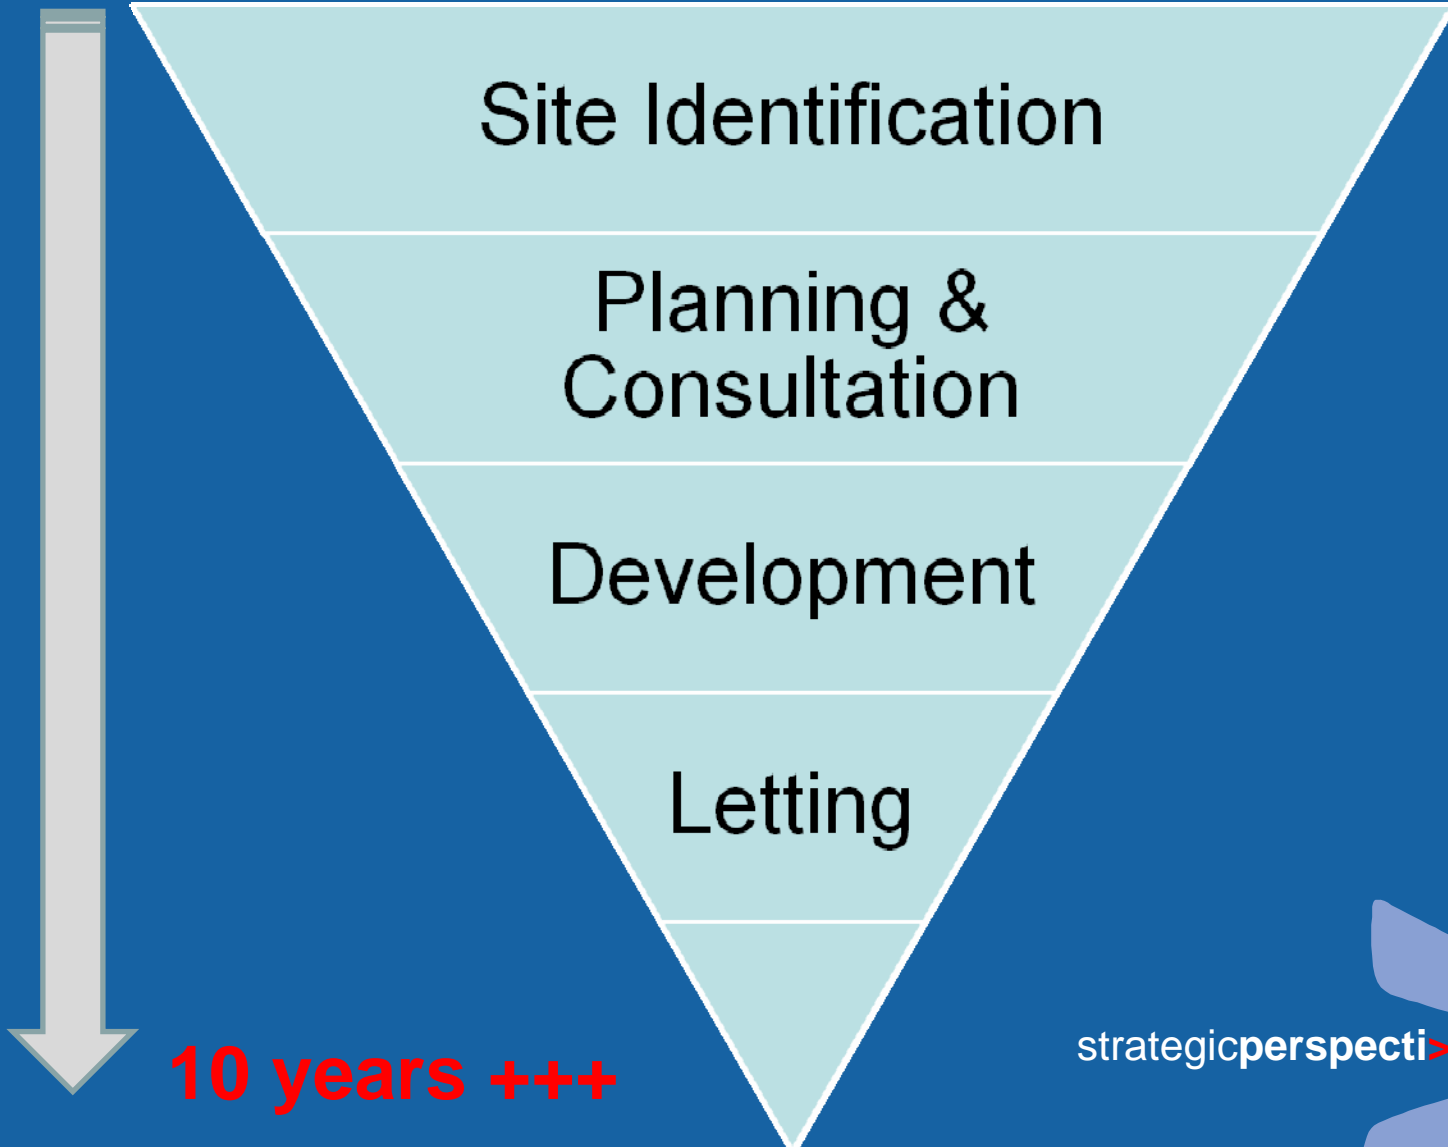 Site Identification
Planning &
Consultation
Development
Letting
10 years +++
strategicperspecti>